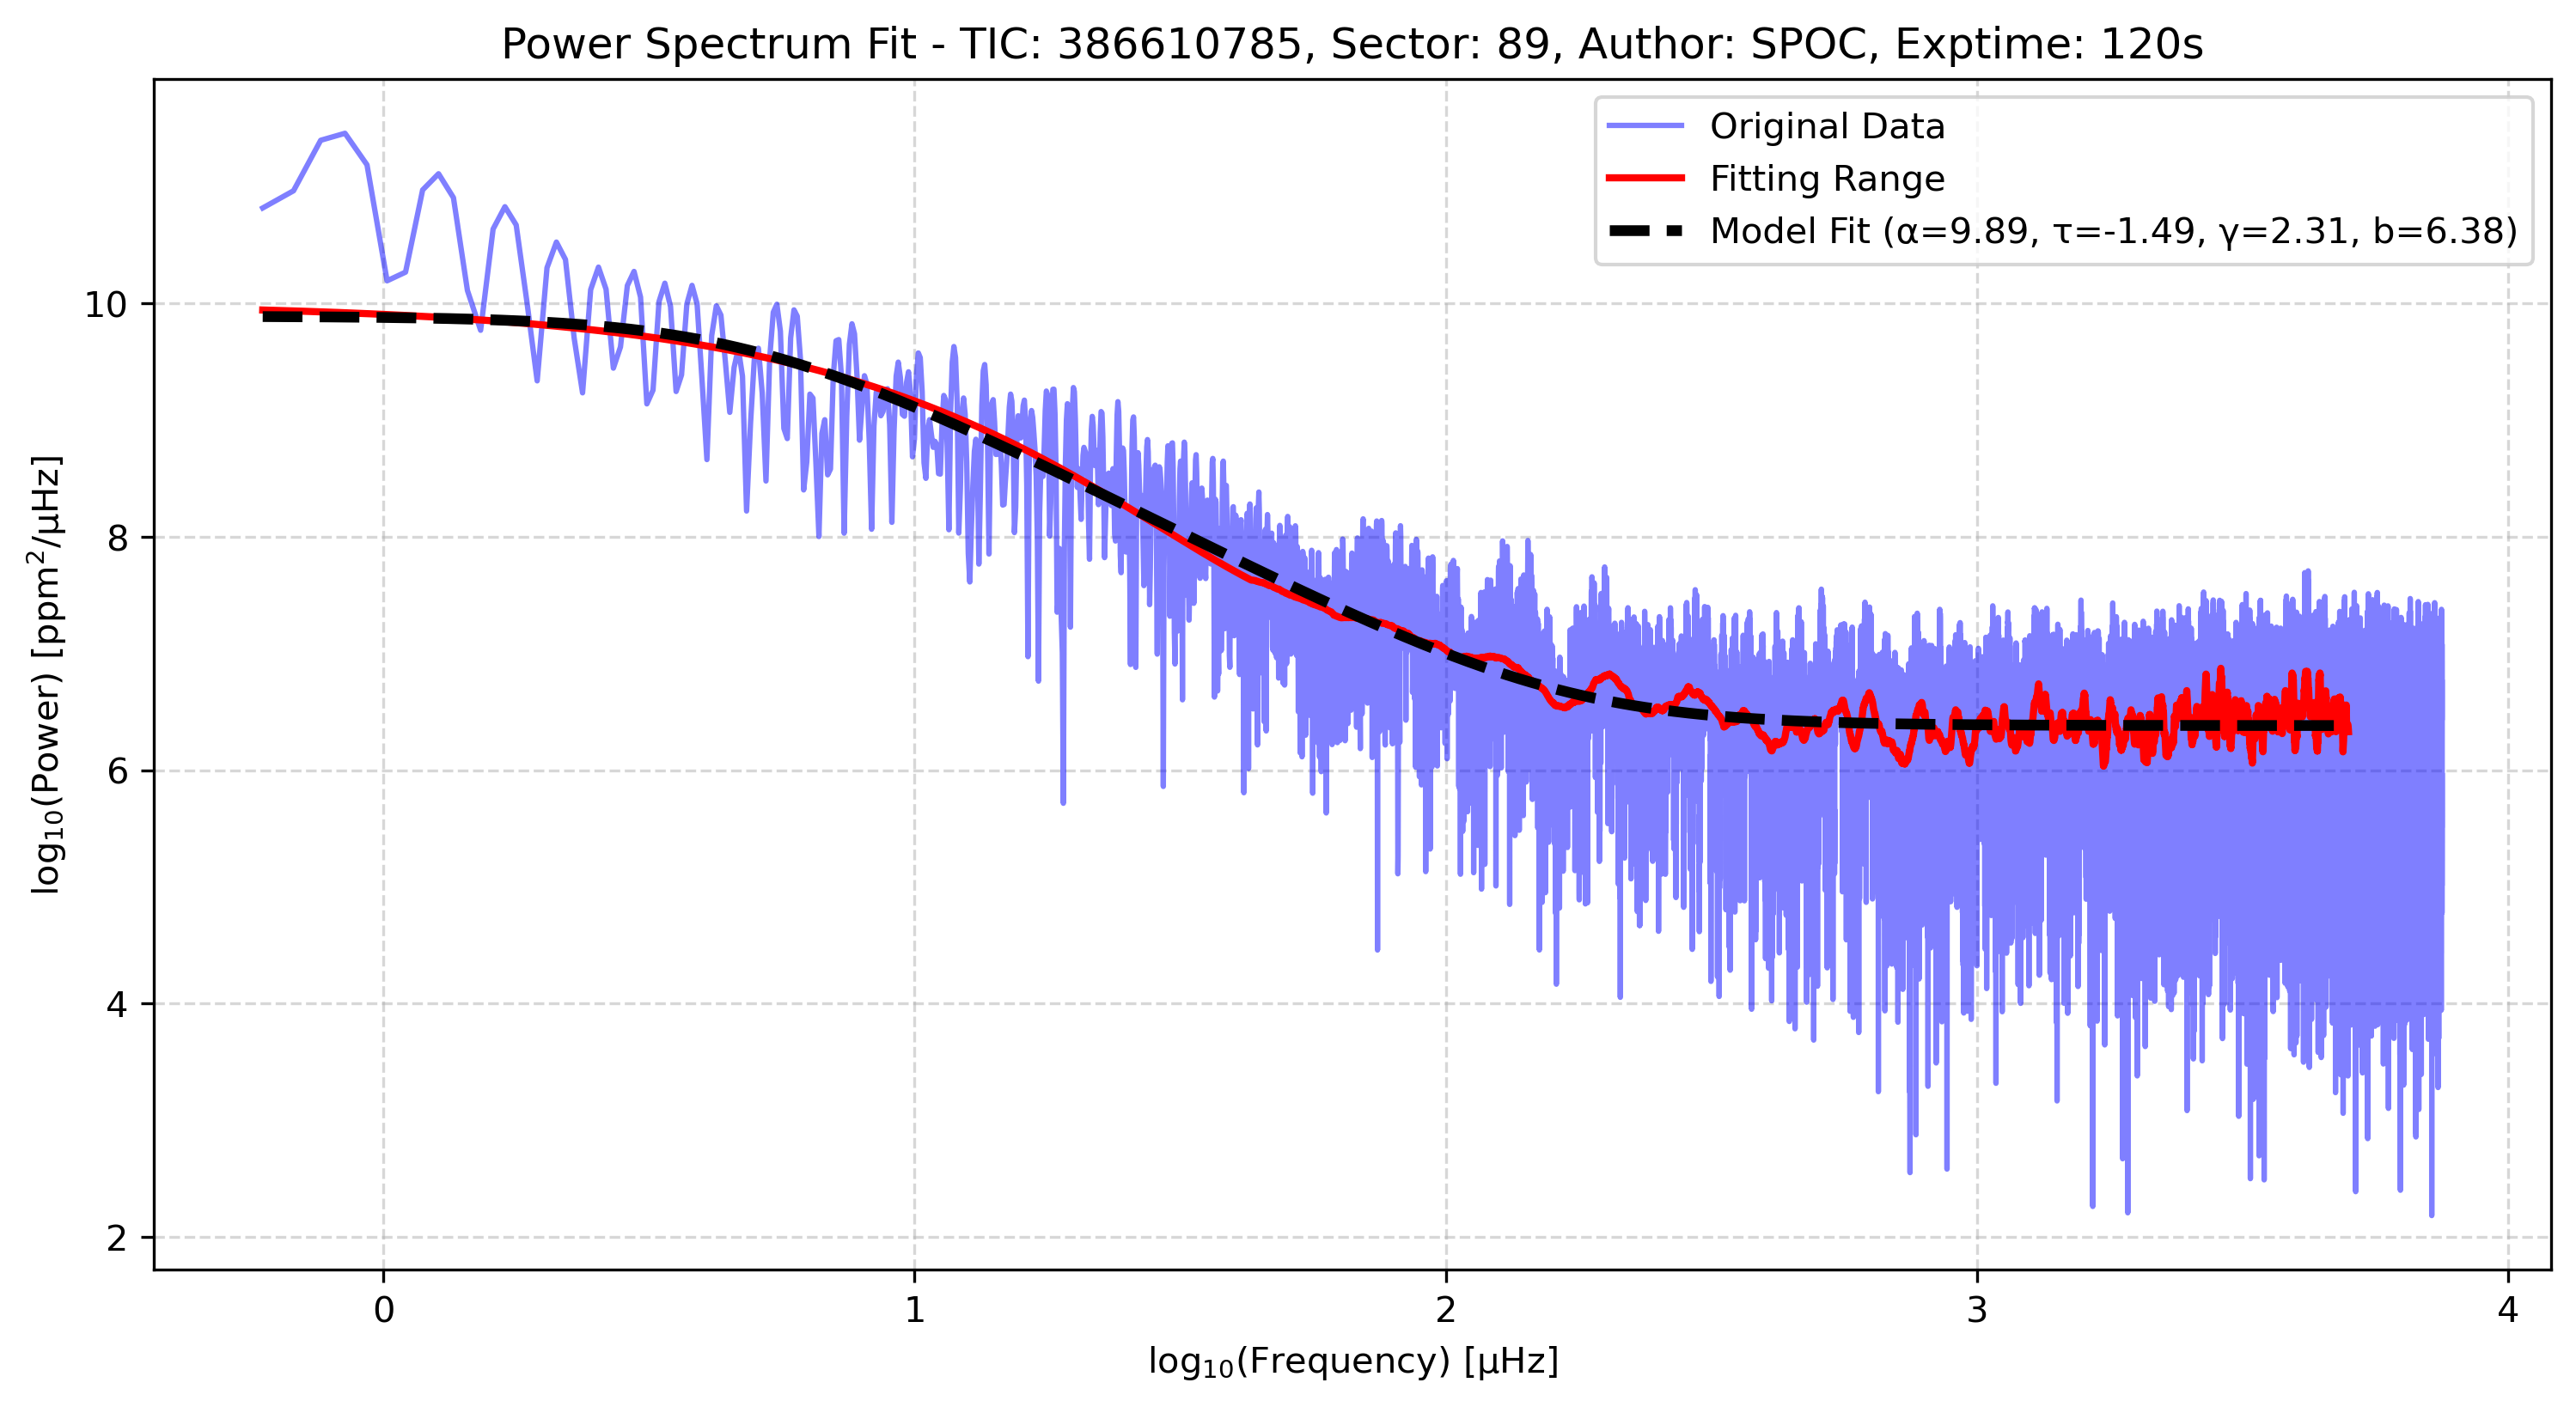 Power Spectrum Fit - TIC: 386610785, Sector: 89, Author: SPOC, Exptime: 120s
Original Data
Fitting Range
Model Fit (α=9.89, τ=-1.49, γ=2.31, b=6.38)
log₁₀(Power) [ppm²/μHz]
10
8
6
4
2
0 1 2 3 4
log₁₀(Frequency) [μHz]